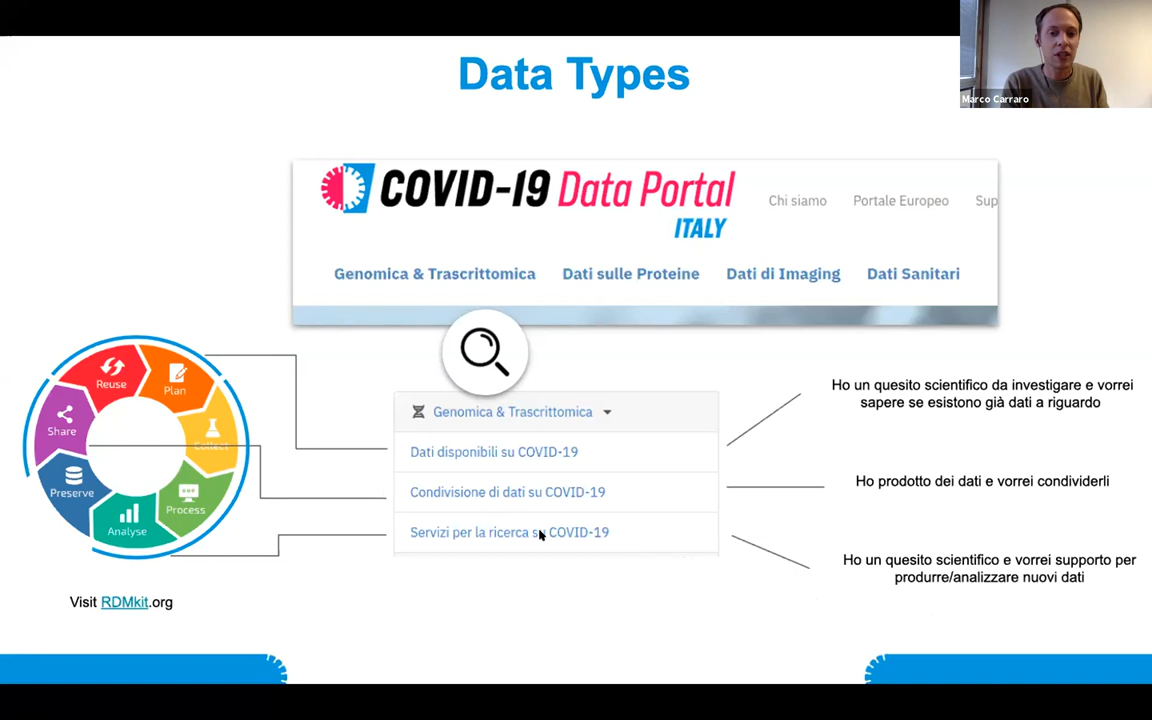 Data Types
Marco Carraro
COVID-19 Data Portal
ITALY
Chi siamo
Portale Europeo
Sup
Genomica & Trascrittomica
Dati sulle Proteine
Dati di Imaging
Dati Sanitari
Reuse
Plan
Share
Collect
Preserve
Process
Analyse
Visit RDMkit.org
Genomica & Trascrittomica
Dati disponibili su COVID-19
Condivisione di dati su COVID-19
Servizi per la ricerca su COVID-19
Ho un quesito scientifico da investigare e vorrei
sapere se esistono già dati a riguardo
Ho prodotto dei dati e vorrei condividerli
Ho un quesito scientifico e vorrei supporto per
produrre/analizzare nuovi dati